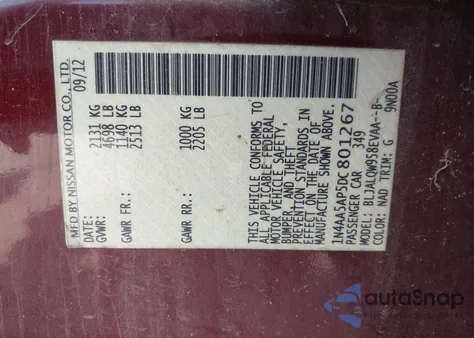 MFD BY NISSAN MOTOR CO., LTD.
DATE: 09/12
GVWR: 2131 KG
4698 LB
GAWR FR: 1140 KG
2513 LB
GAWR RR: 1000 KG
2205 LB
THIS VEHICLE CONFORMS TO
ALL APPLICABLE FEDERAL
MOTOR VEHICLE SAFETY,
BUMPER, AND THEFT
PREVENTION STANDARDS IN
EFFECT ON THE DATE OF
MANUFACTURE SHOWN ABOVE.
1N4AA5AP5DC801267
PASSENGER CAR 349
MODEL: BLJALQW958EVAA--B
COLOR: NAD TRIM: G 9N00A
autoSnap